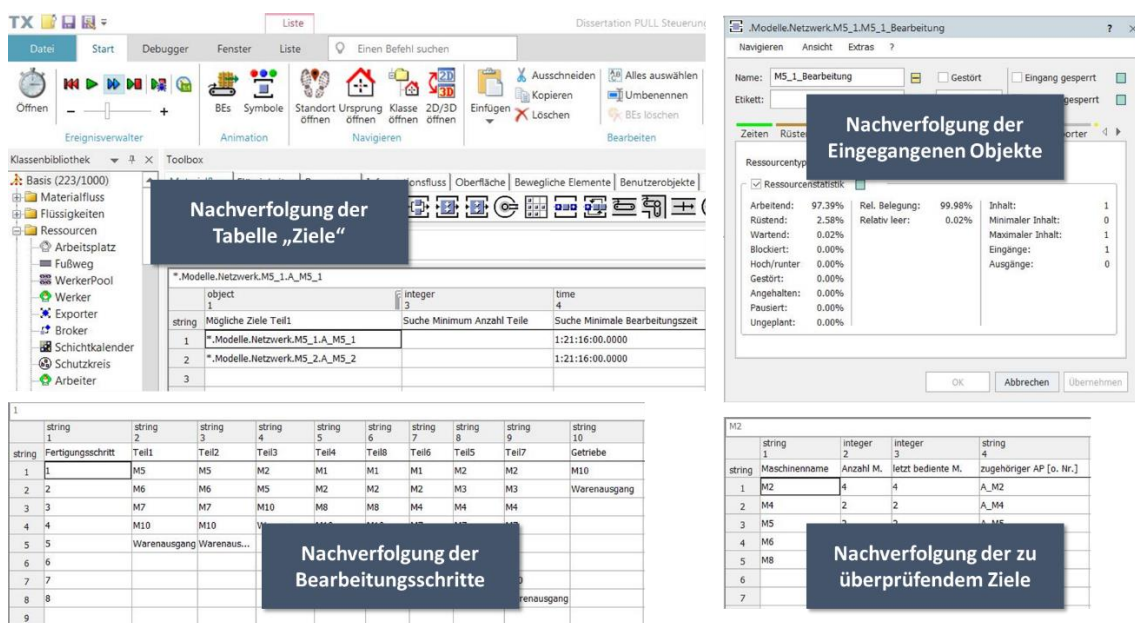 TX
Liste
Dissertation PULL Steuerung
Datei Start Debugger Fenster Liste Einen Befehl suchen
Öffnen
BEs Symbole
Standort öffnen Ursprung öffnen Klasse öffnen 2D/3D öffnen
Einfügen
Ausschneiden
Kopieren
Löschen
Alles auswählen
Umbenennen
BEs löschen
Ereignisverwalter Animation Navigieren Bearbeiten
Klassenbibliothek
Basis (223/1000)
Materialfluss
Flüssigkeiten
Ressourcen
Arbeitsplatz
Fußweg
WerkerPool
Werker
Exporter
Broker
Schichtkalender
Schutzkreis
Arbeiter
Toolbox
Oberfläche Bewegliche Elemente Benutzerobjekte
Nachverfolgung der
Tabelle „Ziele“
*.Modelle.Netzwerk.M5_1.A_M5_1
object integer time
1 3 4
string Mögliche Ziele Teil1 Suche Minimum Anzahl Teile Suche Minimale Bearbeitungszeit
1 *.Modelle.Netzwerk.M5_1.A_M5_1 1:21:16:00.0000
2 *.Modelle.Netzwerk.M5_2.A_M5_2 1:21:16:00.0000
3
.Modelle.Netzwerk.M5_1.M5_1_Bearbeitung ? ×
Navigieren Ansicht Extras ?
Name: M5_1_Bearbeitung Gestört Eingang gesperrt
Etikett: gesperrt
Nachverfolgung der
Eingegangenen Objekte
Zeiten
Ressourcenstatistik
Arbeitend: 97.39% Rel. Belegung: 99.98% Inhalt: 1
Rüstend: 2.58% Relativ leer: 0.02% Minimaler Inhalt: 0
Wartend: 0.02% Maximaler Inhalt: 1
Blockiert: 0.00% Eingänge: 1
Hoch/runter 0.00% Ausgänge: 0
Gestört: 0.00%
Angehalten: 0.00%
Pausiert: 0.00%
Ungeplant: 0.00%
OK Abbrechen Übernehmen
1
string string string string string string string string string string
1 2 3 4 5 6 7 8 9 10
string Fertigungsschritt Teil1 Teil2 Teil3 Teil4 Teil8 Teil6 Teil5 Teil7 Getriebe
1 1 M5 M5 M2 M1 M1 M1 M2 M2 M10
2 2 M6 M6 M5 M2 M2 M2 M3 M3 Warenausgang
3 3 M7 M7 M10 M8 M8 M4 M4 M4
4 4 M10 M10
5 5 Warenausgang Warenaus...
6 6
7 7
8 8
9
Nachverfolgung der
Bearbeitungsschritte
M2
string integer integer string
1 2 3 4
string Maschinenname Anzahl M. letzt bediente M. zugehöriger AP [o. Nr.]
1 M2 4 4 A_M2
2 M4 2 2 A_M4
3 M5
4 M6
5 M8
6
7
Nachverfolgung der zu
überprüfendem Ziele